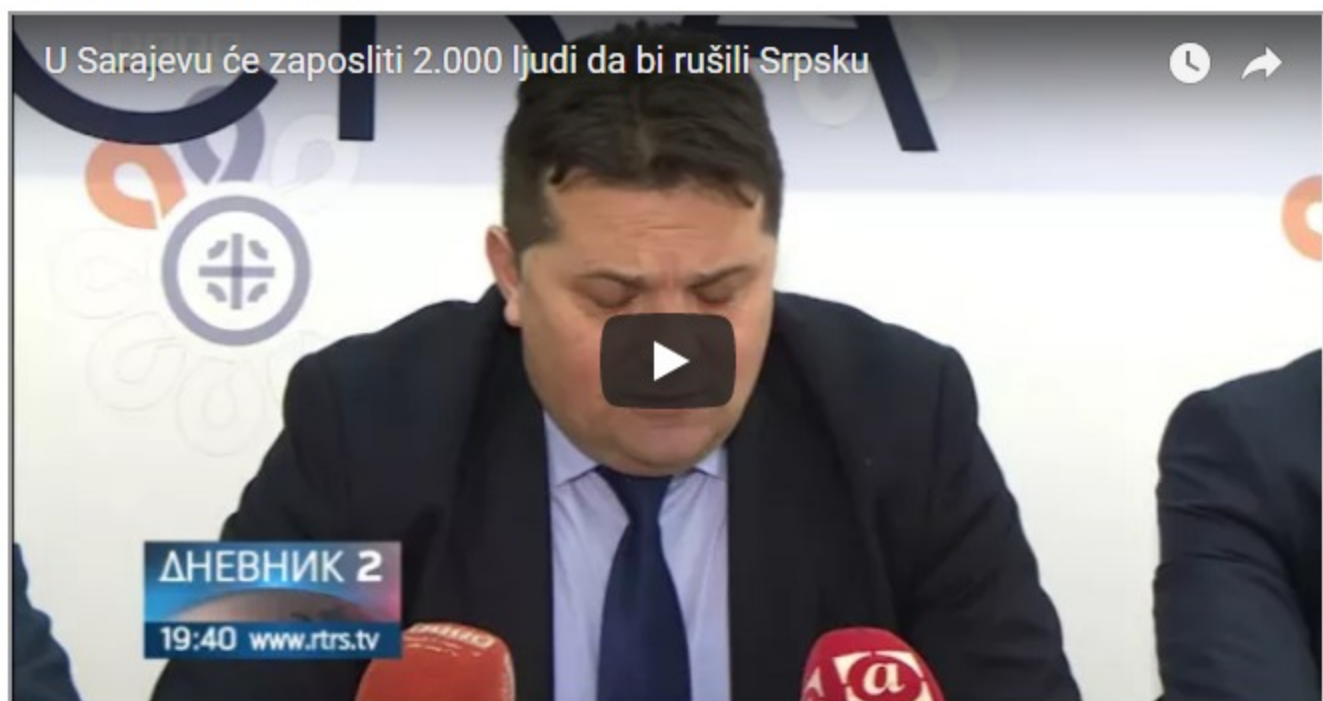 U Sarajevu će zaposliti 2.000 ljudi da bi rušili Srpsku
ДНЕВНИК 2
19:40 www.rtrs.tv
a